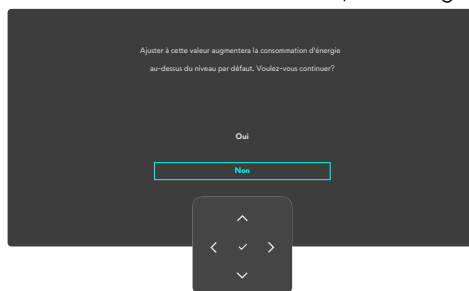 Ajuster à cette valeur augmentera la consommation d'énergie
au-dessus du niveau par défaut. Voulez-vous continuer?
Oui
Non